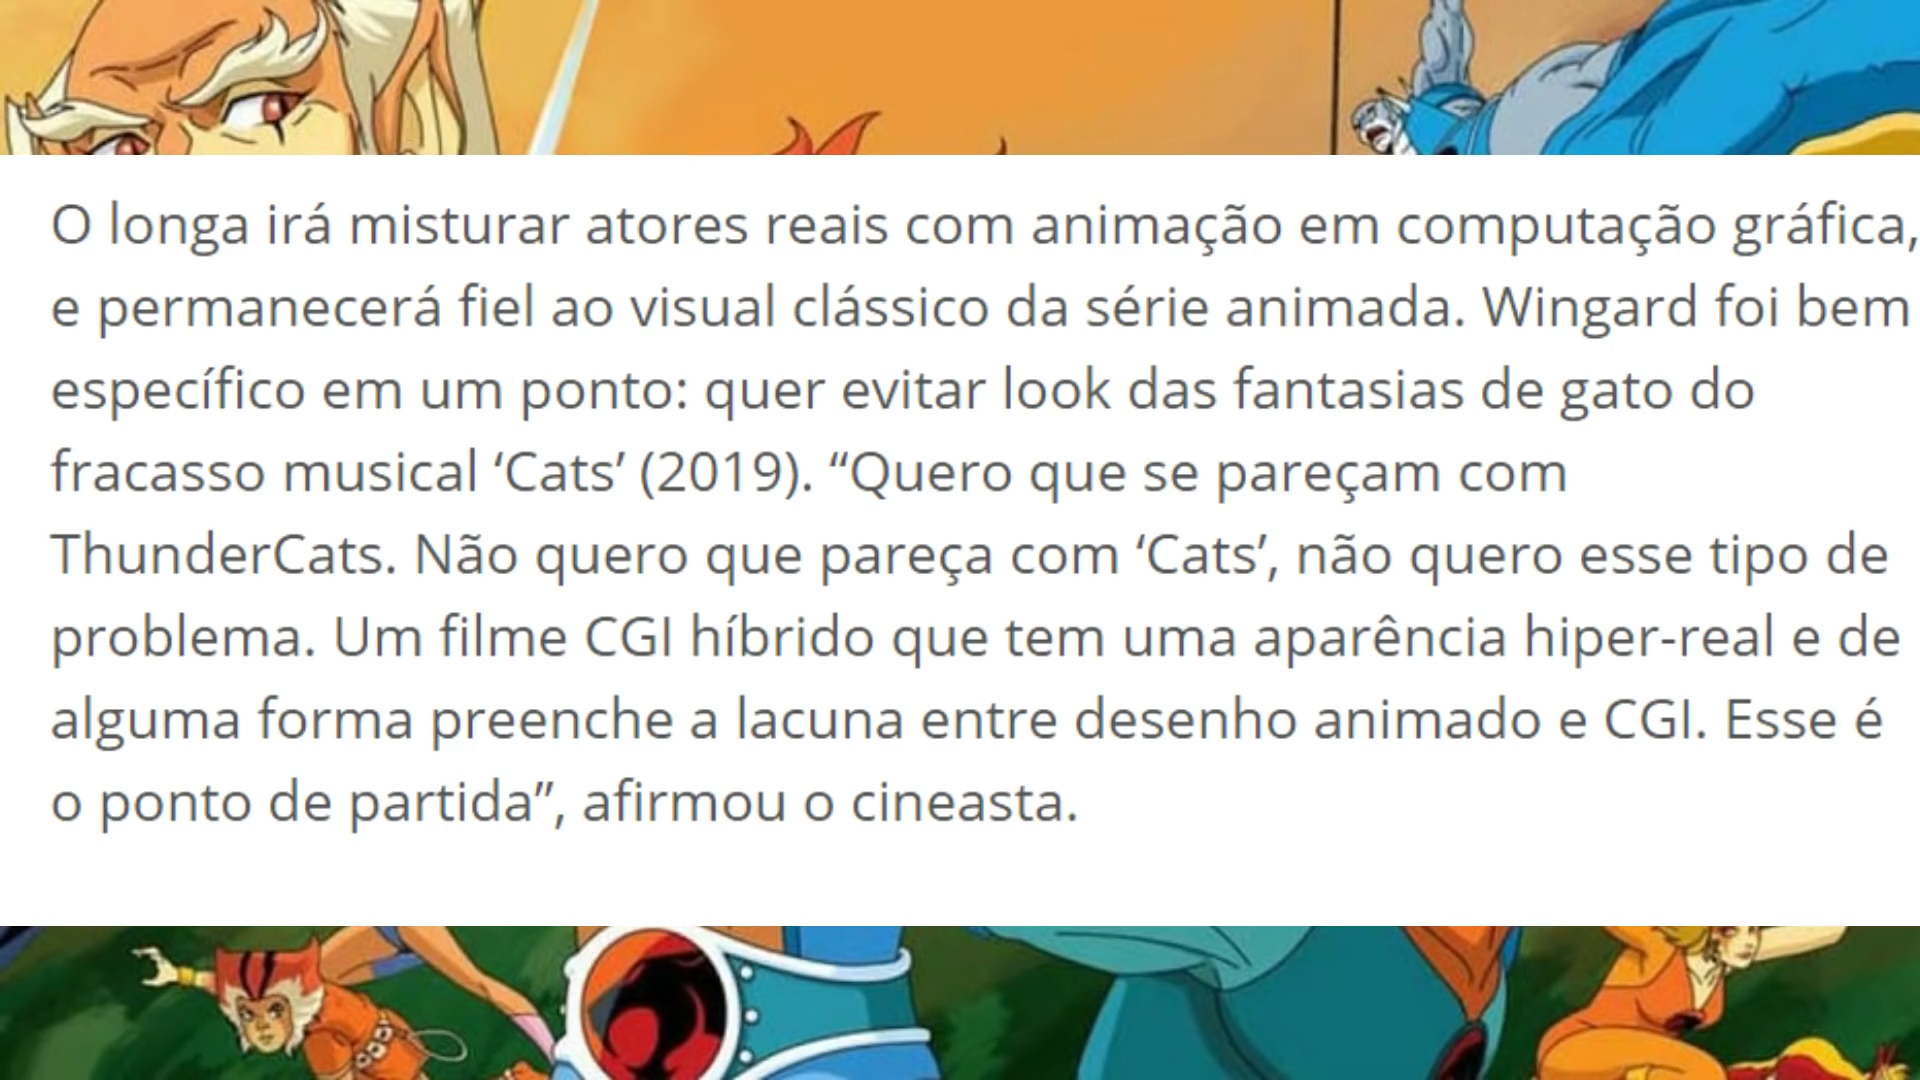 O longa irá misturar atores reais com animação em computação gráfica,
e permanecerá fiel ao visual clássico da série animada. Wingard foi bem
específico em um ponto: quer evitar look das fantasias de gato do
fracasso musical ‘Cats’ (2019). “Quero que se pareçam com
ThunderCats. Não quero que pareça com ‘Cats’, não quero esse tipo de
problema. Um filme CGI híbrido que tem uma aparência hiper-real e de
alguma forma preenche a lacuna entre desenho animado e CGI. Esse é
o ponto de partida”, afirmou o cineasta.